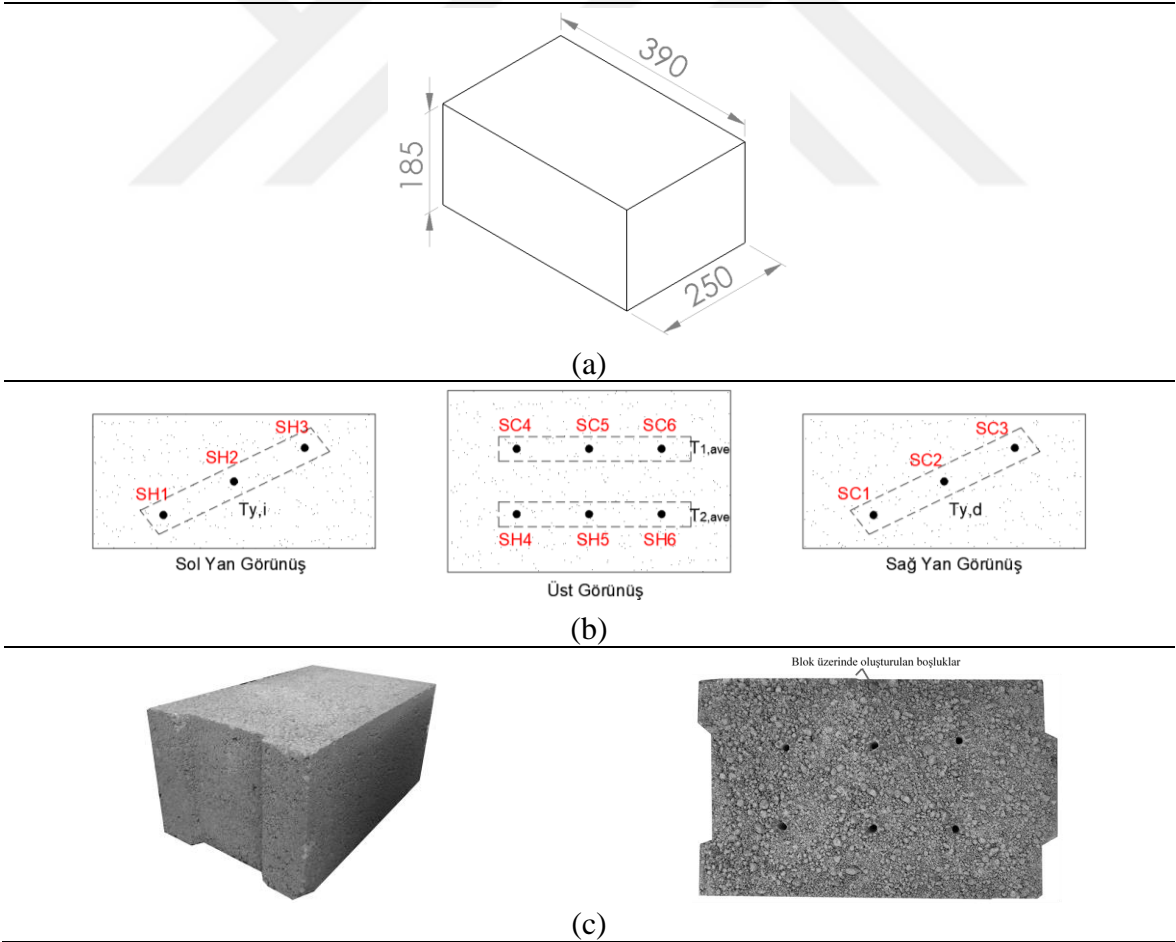 390
185
250
(a)
SH3
SH2
SH1
Ty,i
Sol Yan Görünüş
SC4 SC5 SC6
T1,ave
T2,ave
SH4 SH5 SH6
Üst Görünüş
SC3
SC2
SC1
Ty,d
Sağ Yan Görünüş
(b)
Blok üzerinde oluşturulan boşluklar
(c)